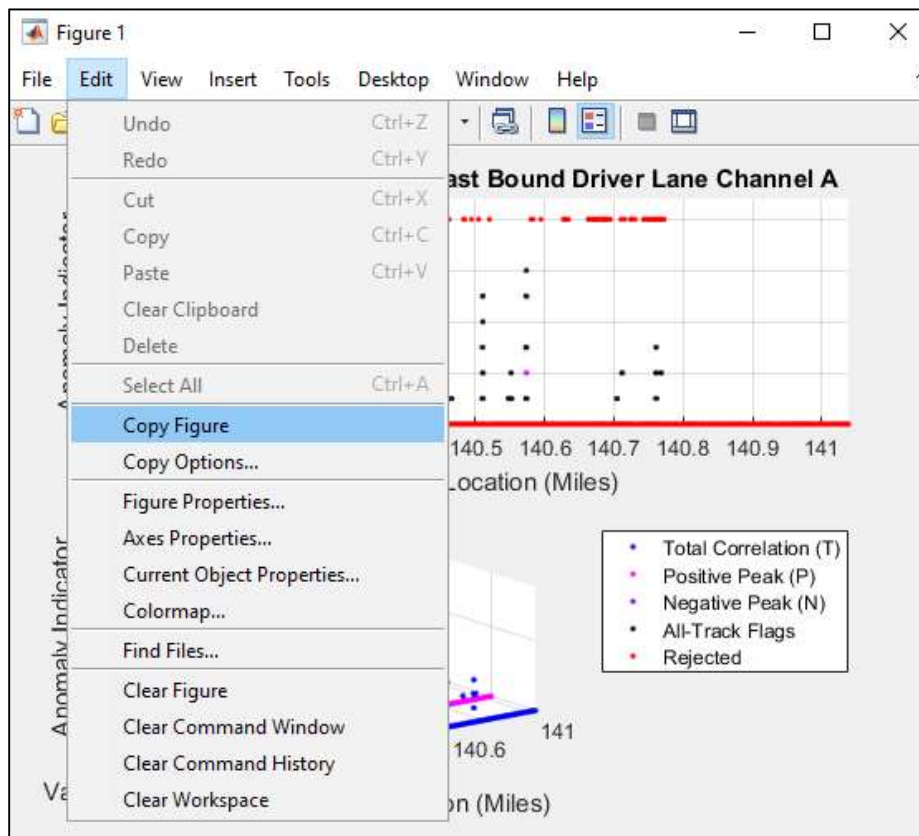 Figure 1
File Edit View Insert Tools Desktop Window Help
Undo Ctrl+Z
Redo Ctrl+Y
Cut Ctrl+X
Copy Ctrl+C
Paste Ctrl+V
Clear Clipboard
Delete
Select All Ctrl+A
Copy Figure
Copy Options...
Figure Properties...
Axes Properties...
Current Object Properties...
Colormap...
Find Files...
Clear Figure
Clear Command Window
Clear Command History
Clear Workspace
Bound Driver Lane Channel A
140.5 140.6 140.7 140.8 140.9 141
Location (Miles)
Anomaly Indicator
Anomaly Indicator
Total Correlation (T)
Positive Peak (P)
Negative Peak (N)
All-Track Flags
Rejected
140.6 141
(Miles)